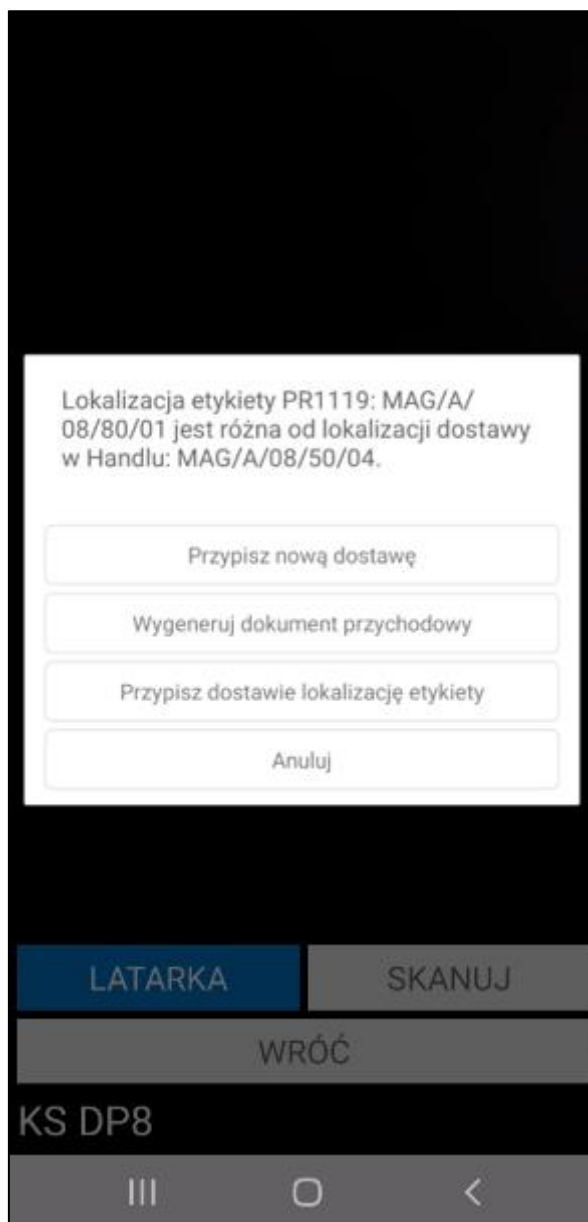 Lokalizacja etykiety PR1119: MAG/A/
08/80/01 jest różna od lokalizacji dostawy
w Handlu: MAG/A/08/50/04.
Przypisz nową dostawę
Wygeneruj dokument przychodowy
Przypisz dostawie lokalizację etykiety
Anuluj
LATARKA SKANUJ
WRÓĆ
KS DP8